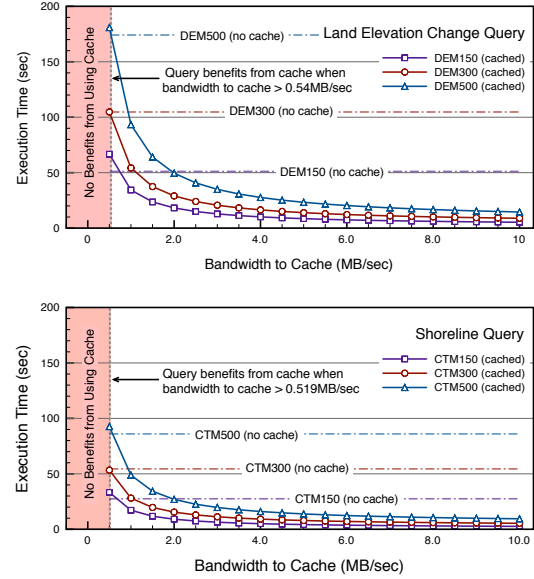 Land Elevation Change Query
DEM500 (no cache)
DEM150 (cached)
DEM300 (cached)
DEM500 (cached)
Query benefits from cache when
bandwidth to cache > 0.54MB/sec
DEM300 (no cache)
DEM150 (no cache)
No Benefits from Using Cache
Execution Time (sec)
200
150
100
50
0
0 2.0 4.0 6.0 8.0 10.0
Bandwidth to Cache (MB/sec)
Shoreline Query
CTM150 (cached)
CTM300 (cached)
CTM500 (cached)
Query benefits from cache when
bandwidth to cache > 0.519MB/sec
CTM500 (no cache)
CTM300 (no cache)
CTM150 (no cache)
No Benefits from Using Cache
Execution Time (sec)
200
150
100
50
0
0 2.0 4.0 6.0 8.0 10.0
Bandwidth to Cache (MB/sec)